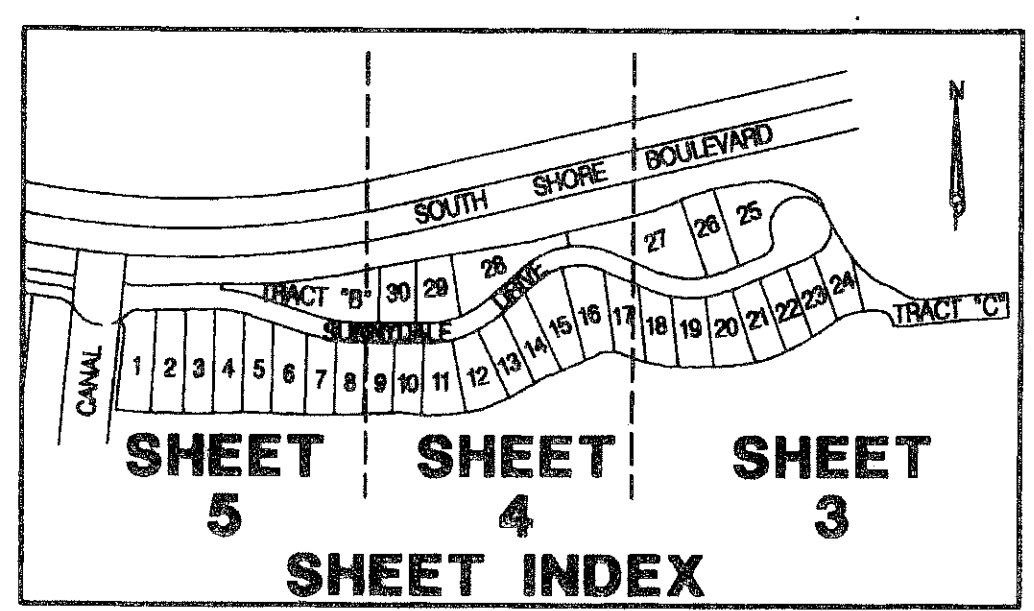 N
SOUTH SHORE BOULEVARD
27 26 25
TRACT "B" 30 29 28
SUNNYDALE DRIVE
1 2 3 4 5 6 7 8 9 10 11 12 13 14 15 16 17 18 19 20 21 22 23 24
TRACT "C"
CANAL
SHEET 5
SHEET 4
SHEET 3
SHEET INDEX